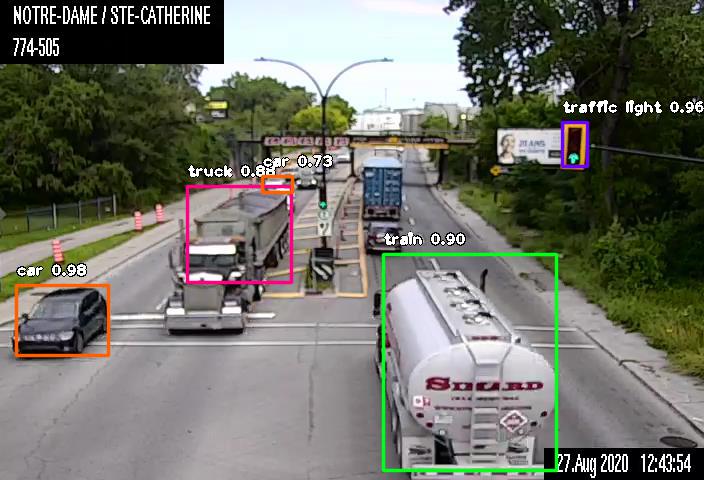 NOTRE-DAME / STE-CATHERINE
774-505
traffic light 0.96
car 0.73
truck 0.88
train 0.90
car 0.98
SIMARD
27.Aug 2020 12:43:54